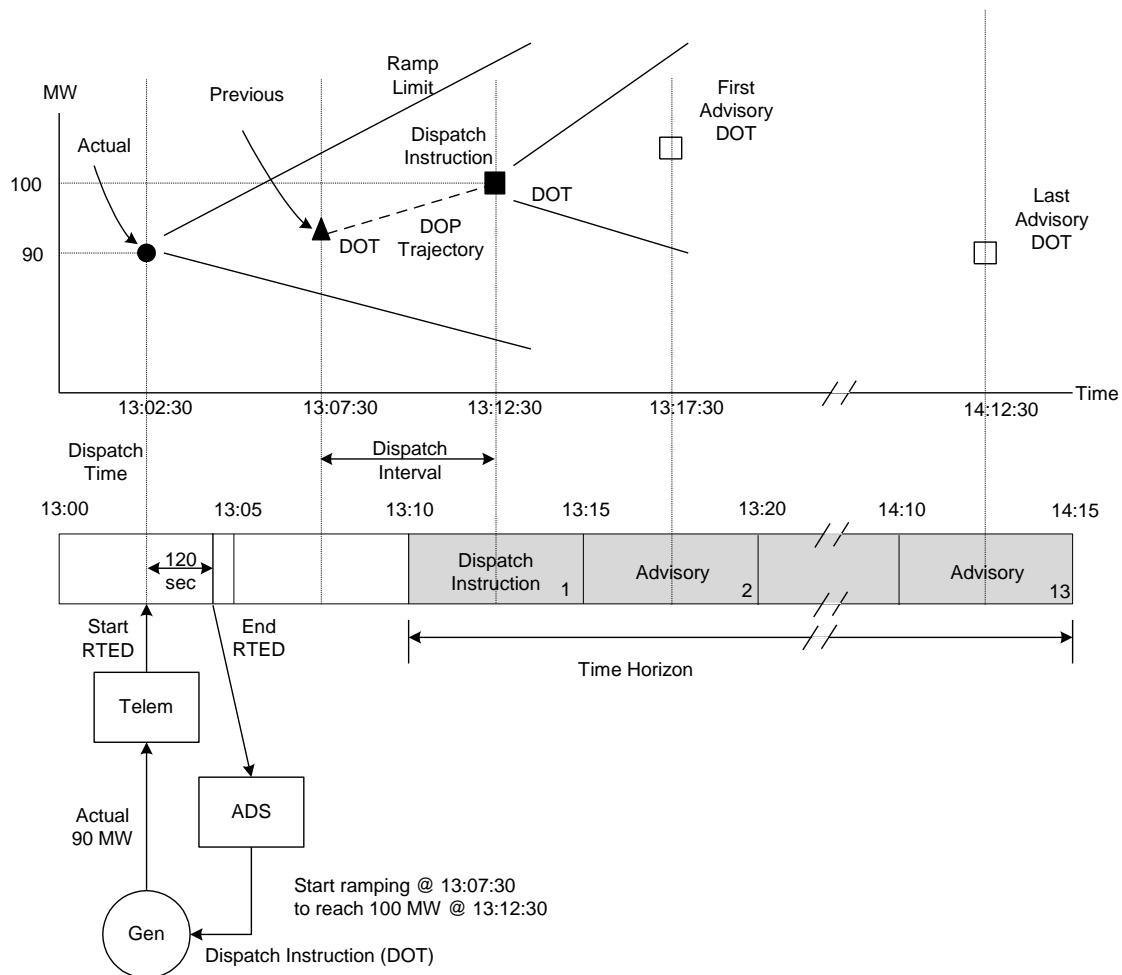 Ramp
Limit
MW
Previous
First
Advisory
DOT
Actual
Dispatch
Instruction
100
DOT
Last
Advisory
DOT
DOT
DOP
Trajectory
90
Time
13:02:30
13:07:30
13:12:30
13:17:30
14:12:30
Dispatch
Time
Dispatch
Interval
13:00
13:05
13:10
13:15
13:20
14:10
14:15
120
sec
Dispatch
Instruction
1
Advisory
2
Advisory
13
Start
RTED
End
RTED
Time Horizon
Telem
Actual
90 MW
ADS
Start ramping @ 13:07:30
to reach 100 MW @ 13:12:30
Gen
Dispatch Instruction (DOT)